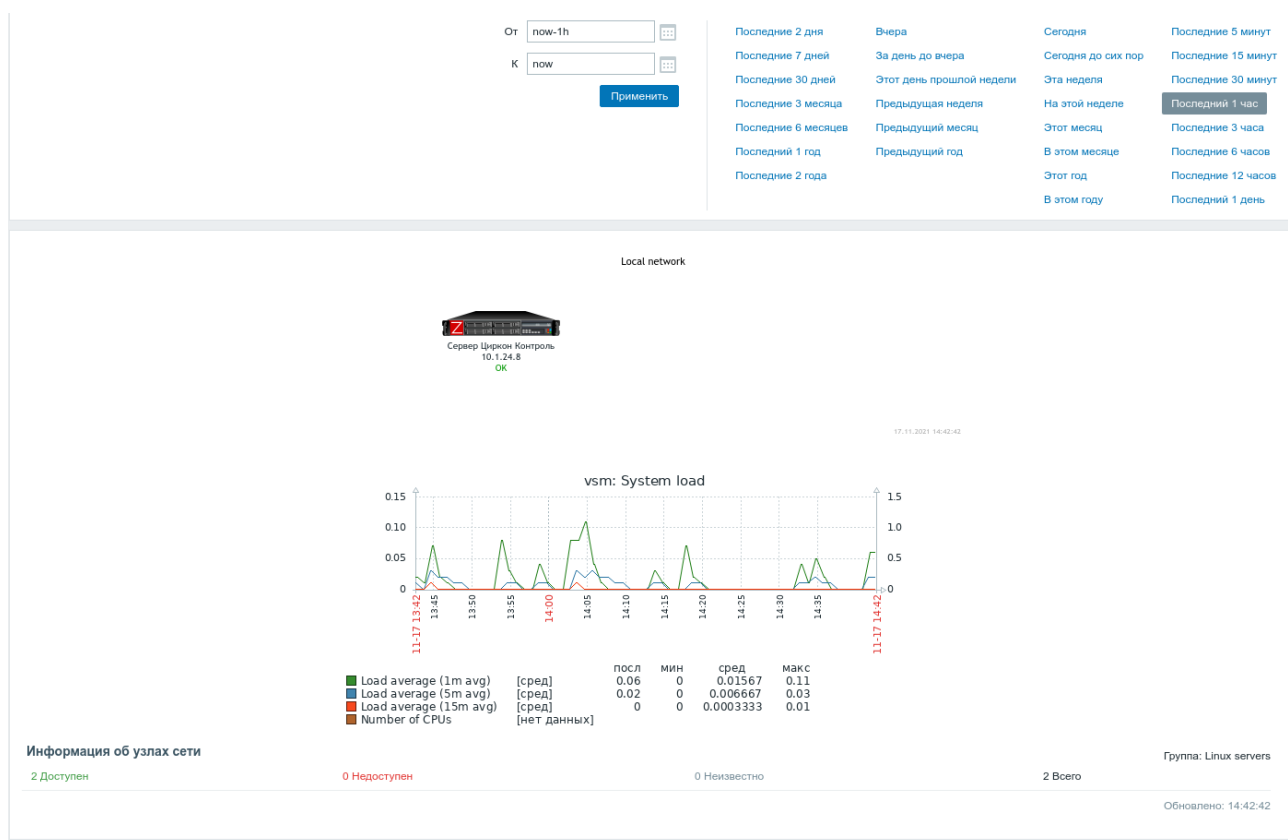 От now-1h
К now
Применить
Последние 2 дня Вчера Сегодня Последние 5 минут
Последние 7 дней За день до вчера Сегодня до сих пор Последние 15 минут
Последние 30 дней Этот день прошлой недели Эта неделя Последние 30 минут
Последние 3 месяца Предыдущая неделя На этой неделе Последний 1 час
Последние 6 месяцев Предыдущий месяц Этот месяц Последние 3 часа
Последний 1 год Предыдущий год В этом месяце Последние 6 часов
Последние 2 года Этот год Последние 12 часов
В этом году Последний 1 день
Local network
Z
Сервер Циркон Контроль
10.1.24.8
OK
17.11.2021 14:42:42
vsm: System load
0.15 1.5
0.10 1.0
0.05 0.5
0 0
11-17 13:42 13:45 13:50 13:55 14:00 14:05 14:10 14:15 14:20 14:25 14:30 14:35 11-17 14:42
посл мин сред макс
Load average (1m avg) [сред] 0.06 0 0.01567 0.11
Load average (5m avg) [сред] 0.02 0 0.006667 0.03
Load average (15m avg) [сред] 0 0 0.0003333 0.01
Number of CPUs [нет данных]
Информация об узлах сети
Группа: Linux servers
2 Доступен 0 Недоступен 0 Неизвестно 2 Всего
Обновлено: 14:42:42